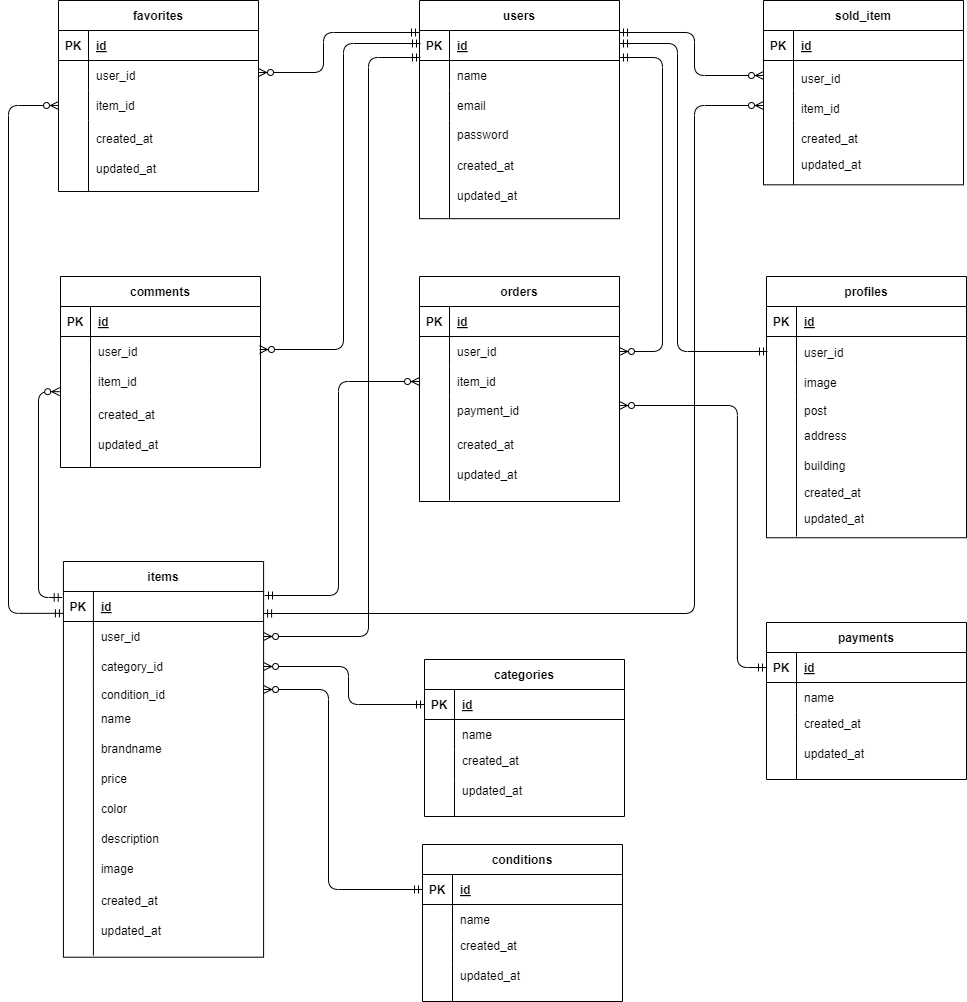 favorites
PK id
user_id
item_id
created_at
updated_at
users
PK id
name
email
password
created_at
updated_at
sold_item
PK id
user_id
item_id
created_at
updated_at
comments
PK id
user_id
item_id
created_at
updated_at
orders
PK id
user_id
item_id
payment_id
created_at
updated_at
profiles
PK id
user_id
image
post
address
building
created_at
updated_at
items
PK id
user_id
category_id
condition_id
name
brandname
price
color
description
image
created_at
updated_at
categories
PK id
name
created_at
updated_at
payments
PK id
name
created_at
updated_at
conditions
PK id
name
created_at
updated_at